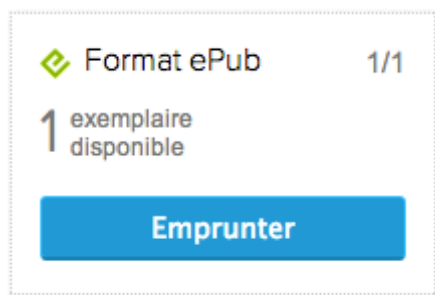 Format ePub 1/1
1 exemplaire
disponible
Emprunter